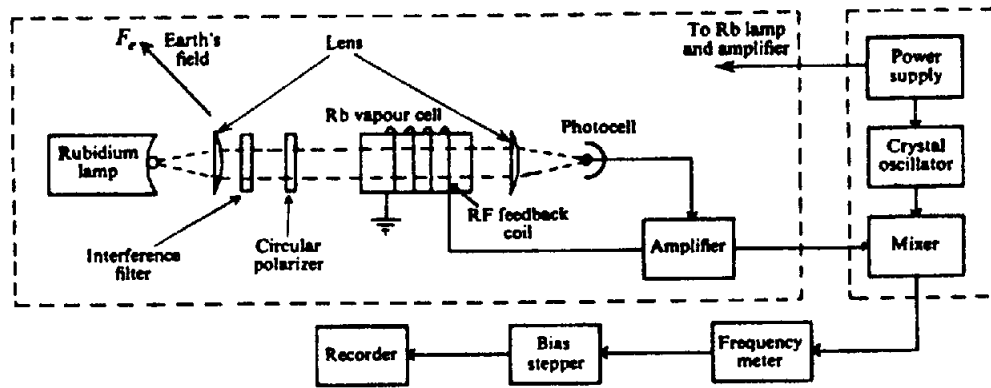 F_e
Earth's
field
Lens
To Rb lamp
and amplifier
Power
supply
Rb vapour cell
Photocell
Rubidium
lamp
Crystal
oscillator
RF feedback
coil
Interference
filter
Circular
polarizer
Amplifier
Mixer
Recorder
Bias
stepper
Frequency
meter